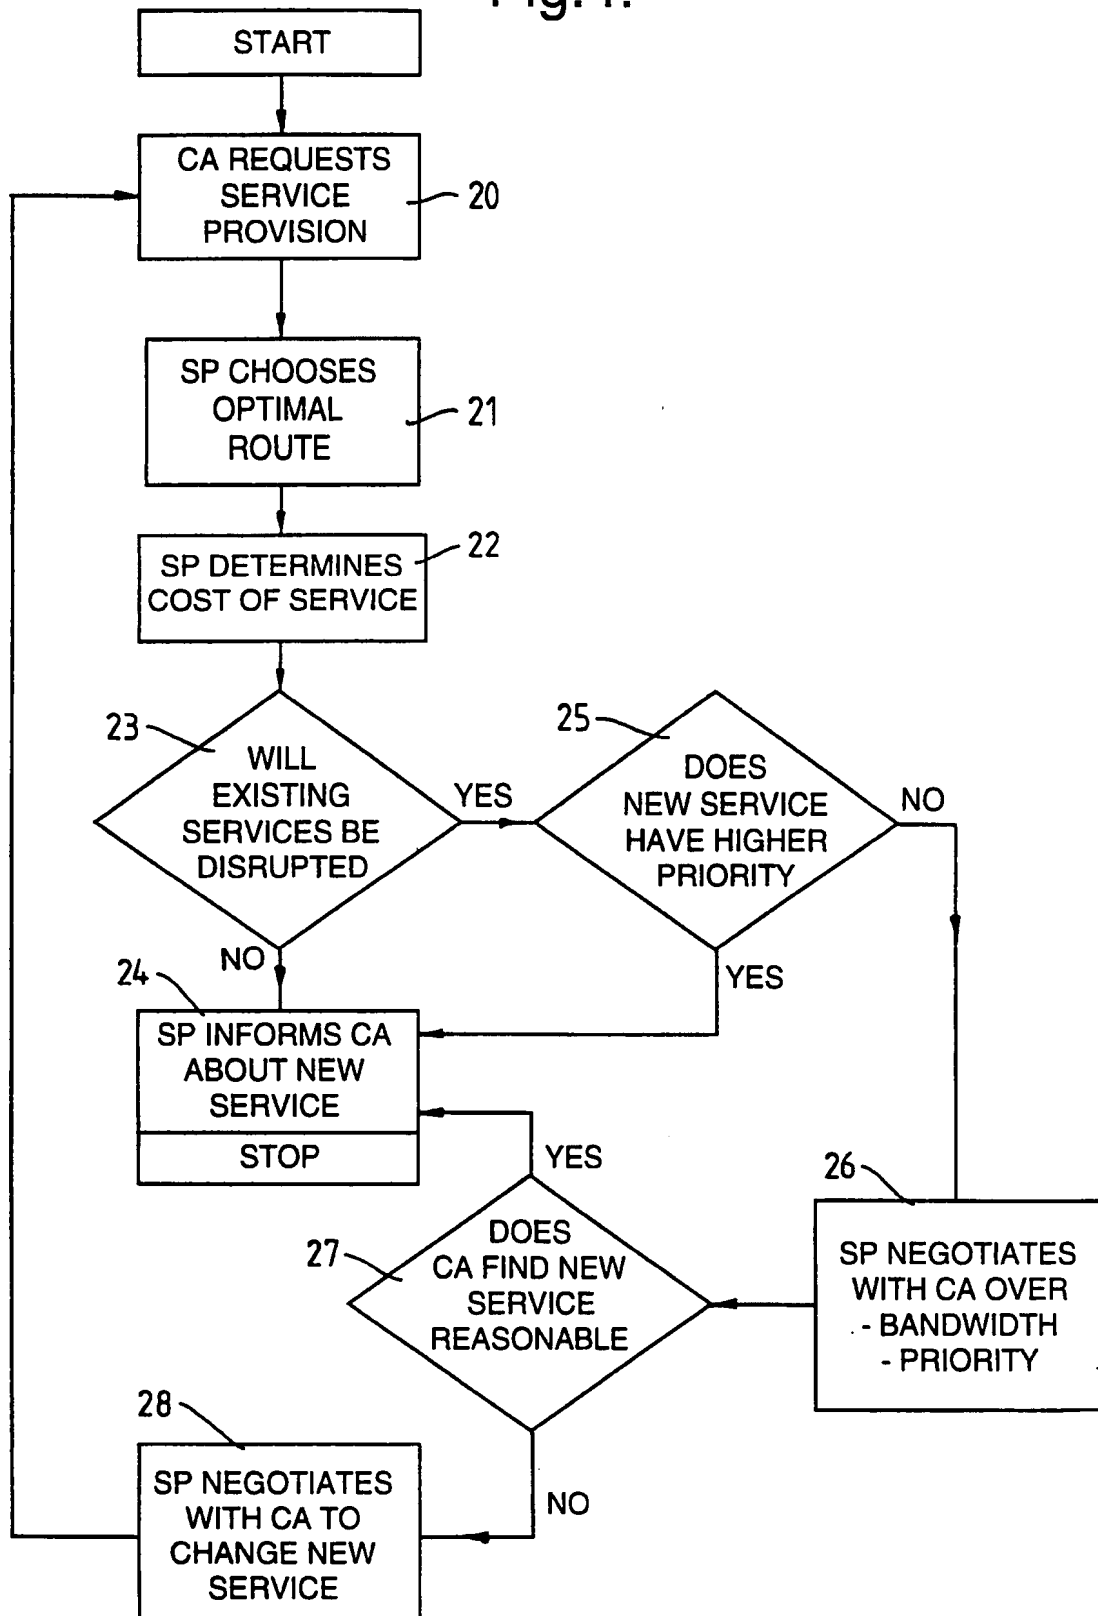 Fig.1.
START
CA REQUESTS
SERVICE
PROVISION
20
SP CHOOSES
OPTIMAL
ROUTE
21
22
SP DETERMINES
COST OF SERVICE
23
WILL
EXISTING
SERVICES BE
DISRUPTED
YES
25
DOES
NEW SERVICE
HAVE HIGHER
PRIORITY
NO
NO
YES
24
SP INFORMS CA
ABOUT NEW
SERVICE
STOP
YES
26
SP NEGOTIATES
WITH CA OVER
- BANDWIDTH
- PRIORITY
27
DOES
CA FIND NEW
SERVICE
REASONABLE
NO
28
SP NEGOTIATES
WITH CA TO
CHANGE NEW
SERVICE